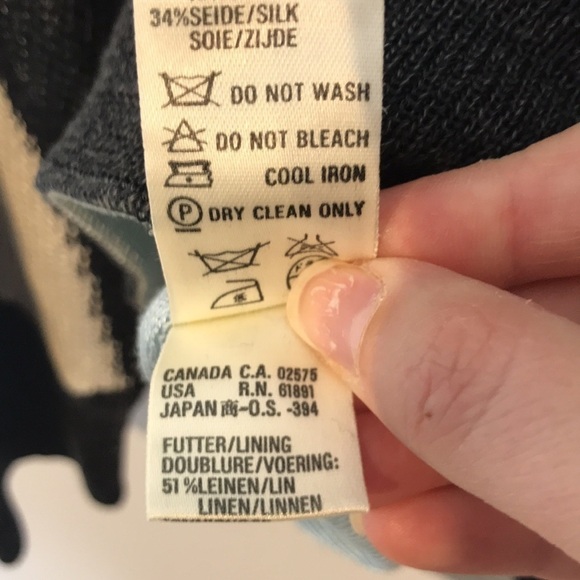 34%SEIDE/SILK
SOIE/ZIJDE
DO NOT WASH
DO NOT BLEACH
COOL IRON
P DRY CLEAN ONLY
CANADA C.A. 02575
USA R.N. 61891
JAPAN 商-O.S. -394
FUTTER/LINING
DOUBLURE/VOERING:
51 %LEINEN/LIN
LINEN/LINNEN